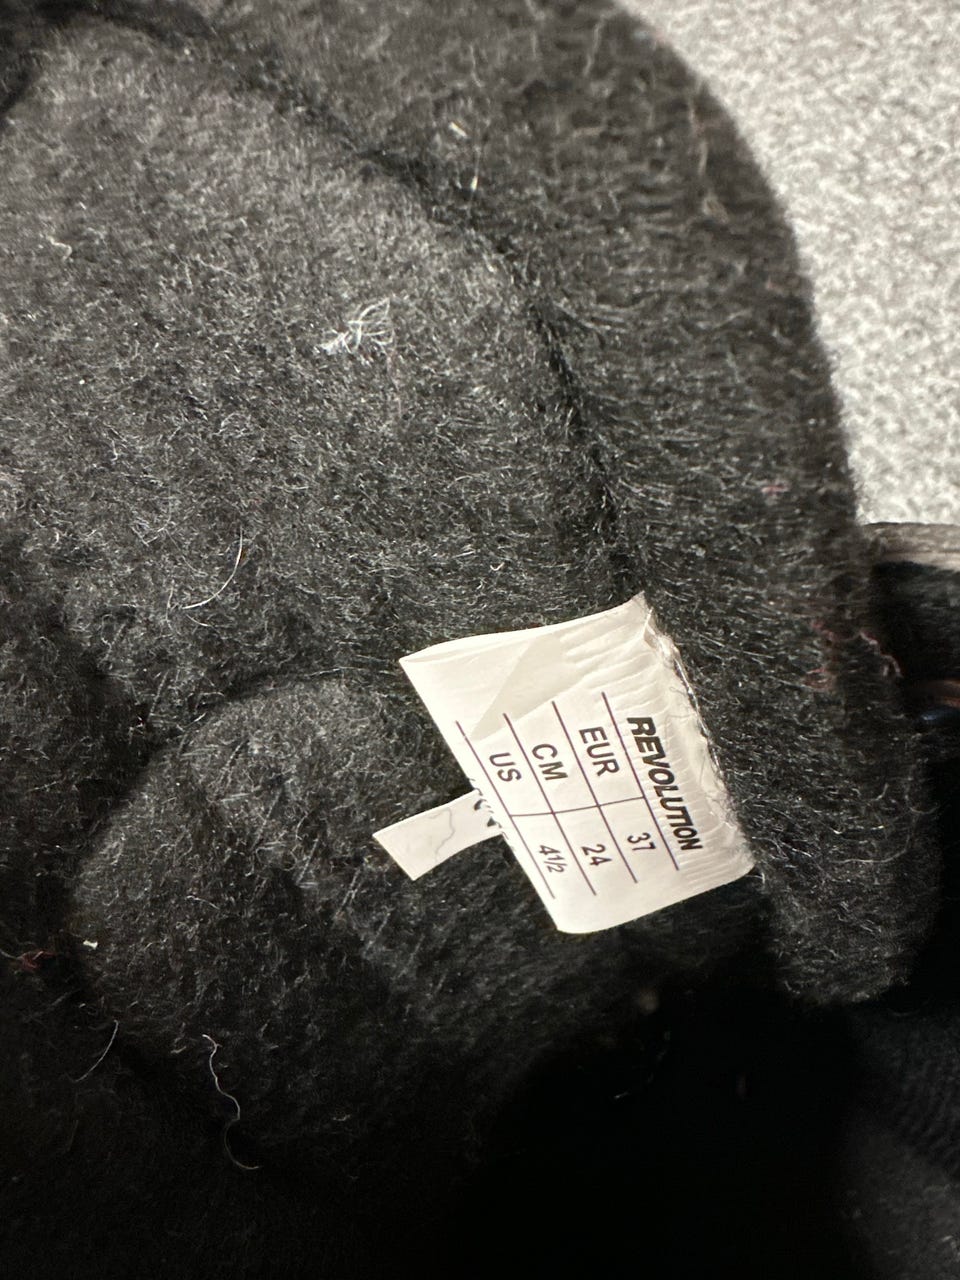 REVOLUTION
EUR 37
CM 24
US 4½